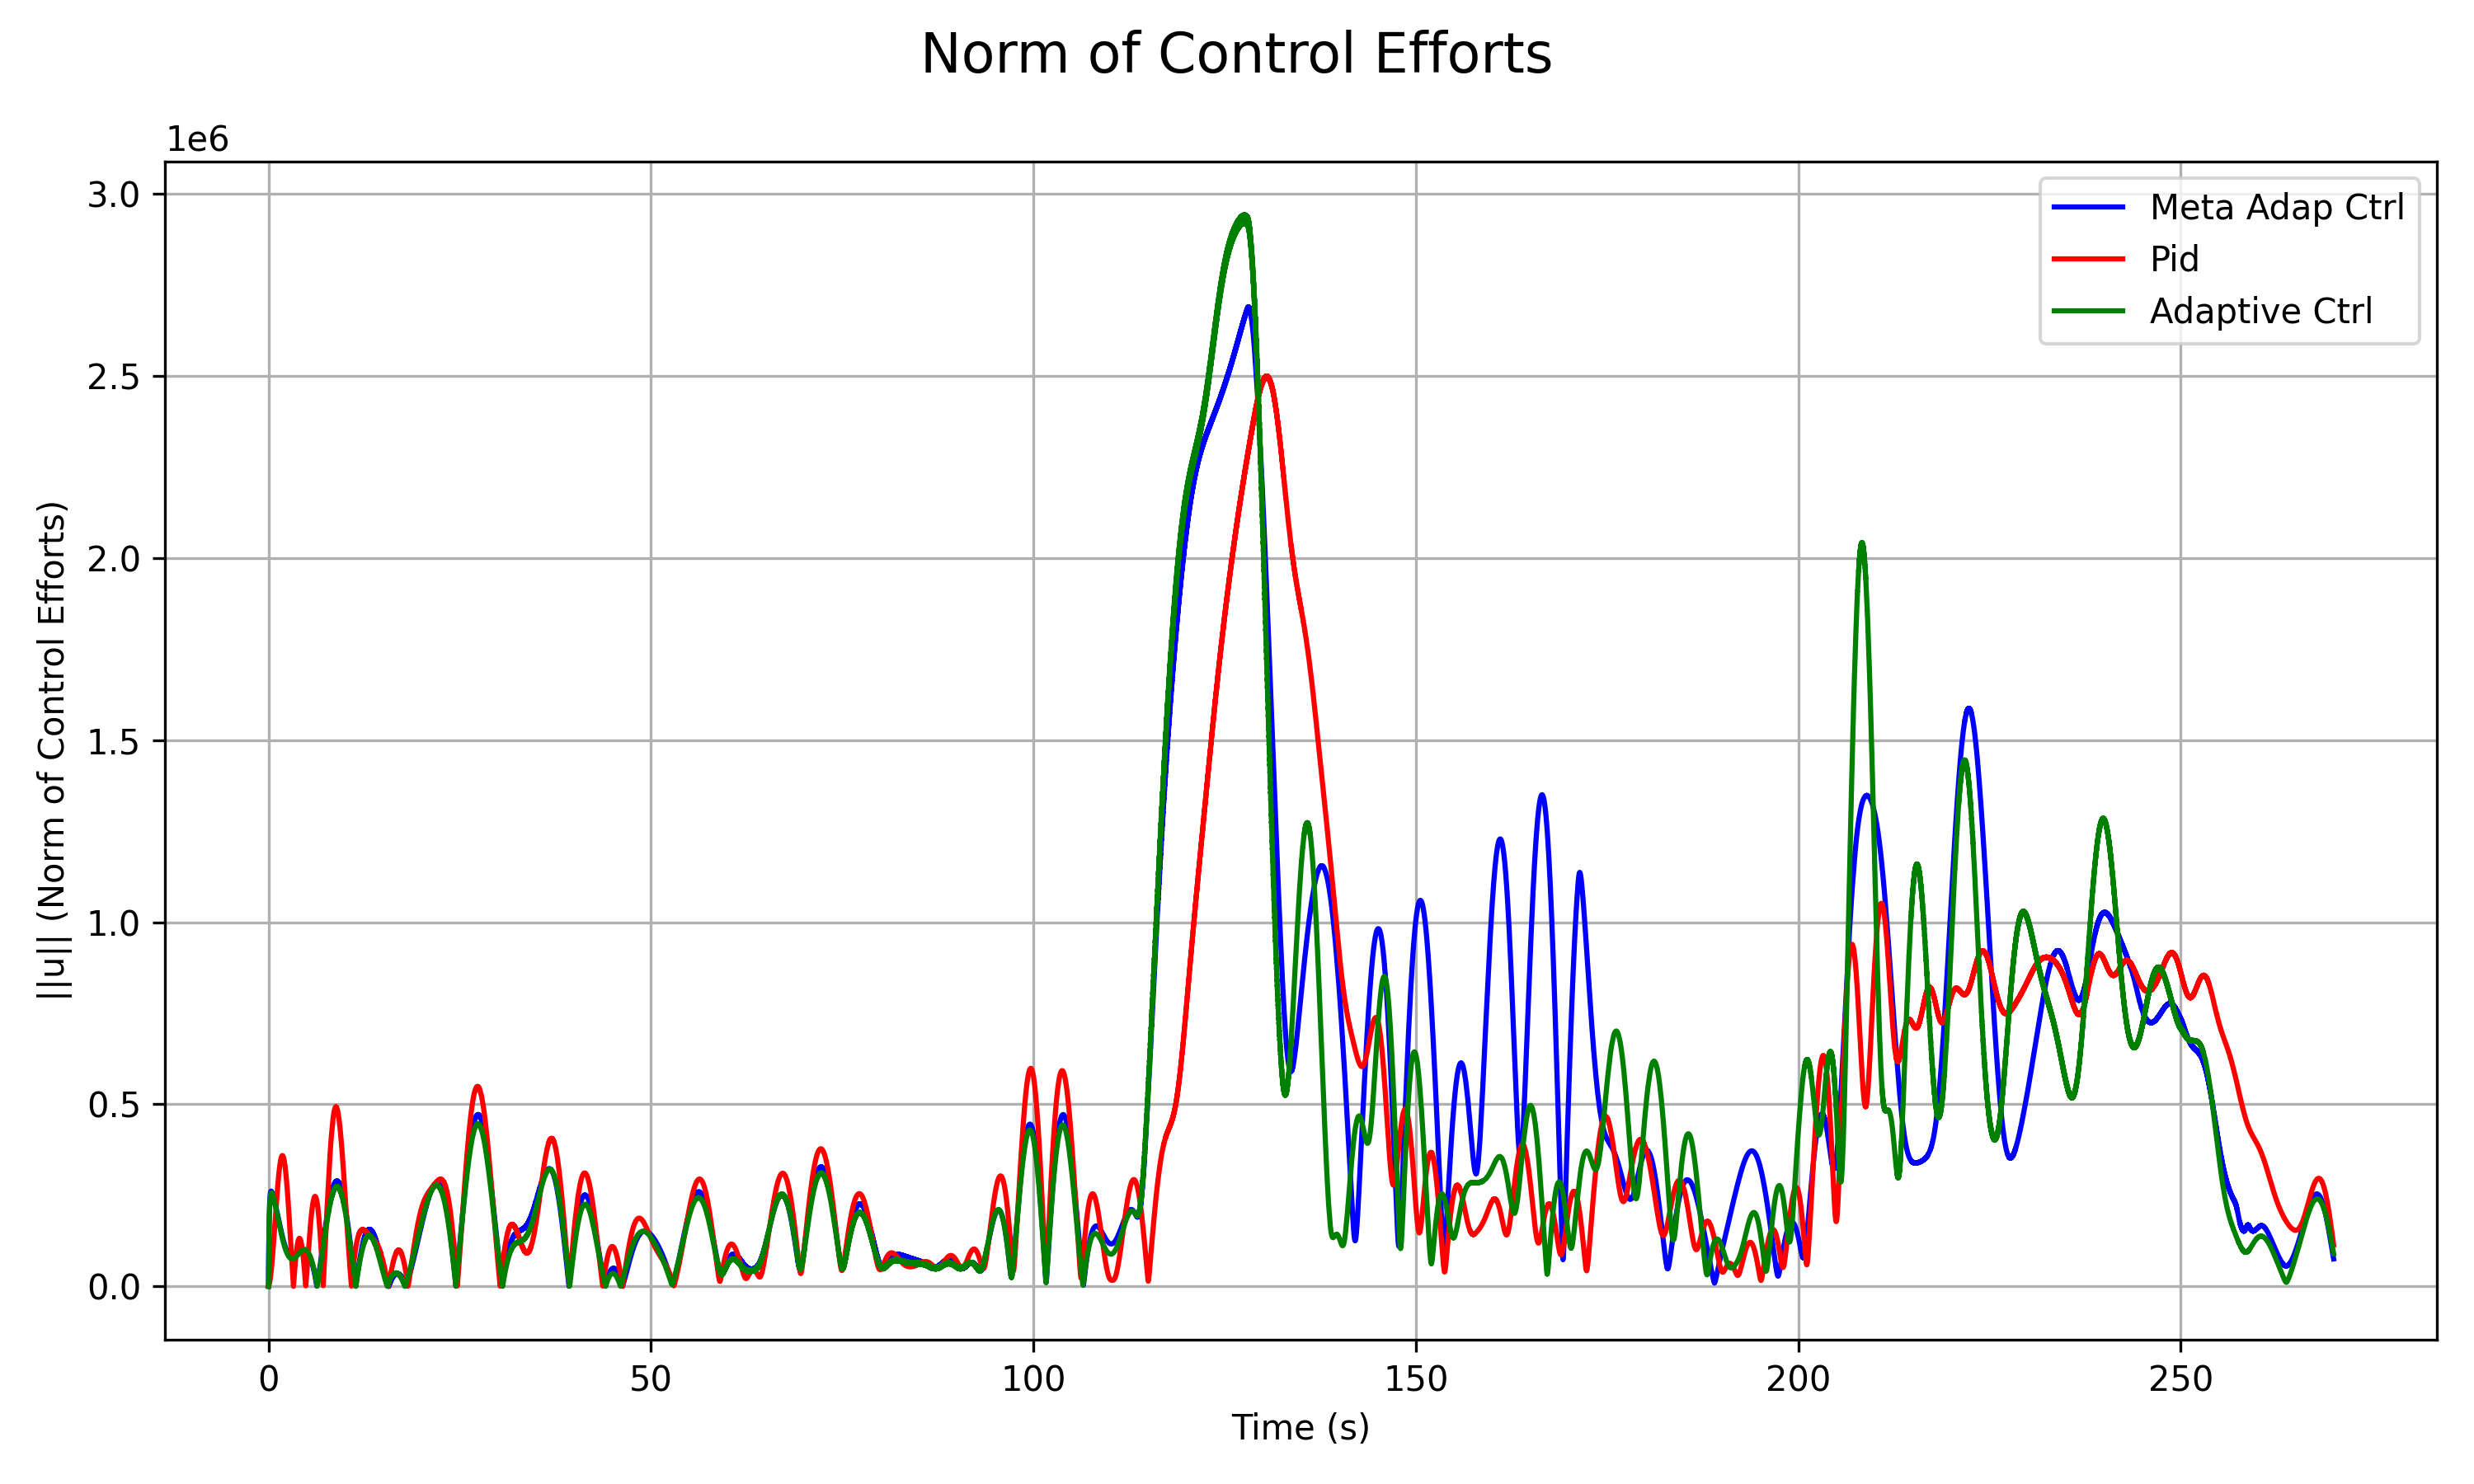 Norm of Control Efforts
1e6
3.0
2.5
2.0
1.5
1.0
0.5
0.0
||u|| (Norm of Control Efforts)
Meta Adap Ctrl
Pid
Adaptive Ctrl
0 50 100 150 200 250
Time (s)